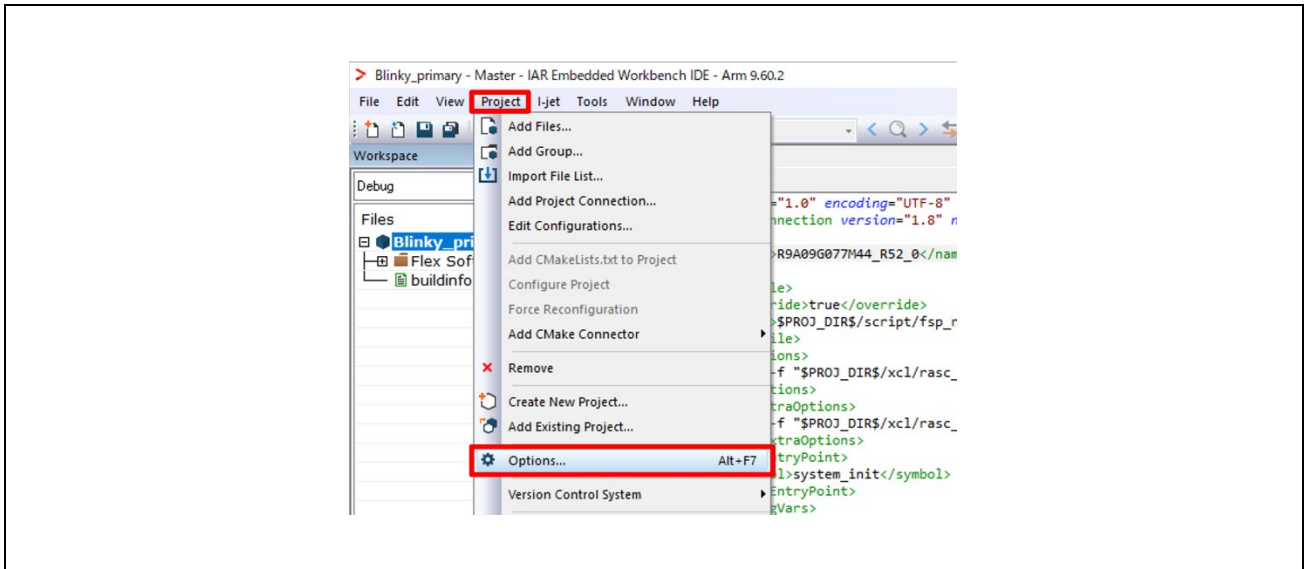 Blinky_primary - Master - IAR Embedded Workbench IDE - Arm 9.60.2
File Edit View Project I-jet Tools Window Help
Workspace
Debug
Files
Blinky_pri
Flex Sof
buildinfo
Add Files...
Add Group...
Import File List...
Add Project Connection...
Edit Configurations...
Add CMakeLists.txt to Project
Configure Project
Force Reconfiguration
Add CMake Connector
Remove
Create New Project...
Add Existing Project...
Options... Alt+F7
Version Control System
="1.0" encoding="UTF-8"
nnection version="1.8" n
>R9A09G077M44_R52_0</nam
le>
ride>true</override>
>$PROJ_DIR$/script/fsp_r
ile>
ions>
-f "$PROJ_DIR$/xcl/rasc_
tions>
traOptions>
-f "$PROJ_DIR$/xcl/rasc_
xtraOptions>
tryPoint>
ol>system_init</symbol>
EntryPoint>
gVars>